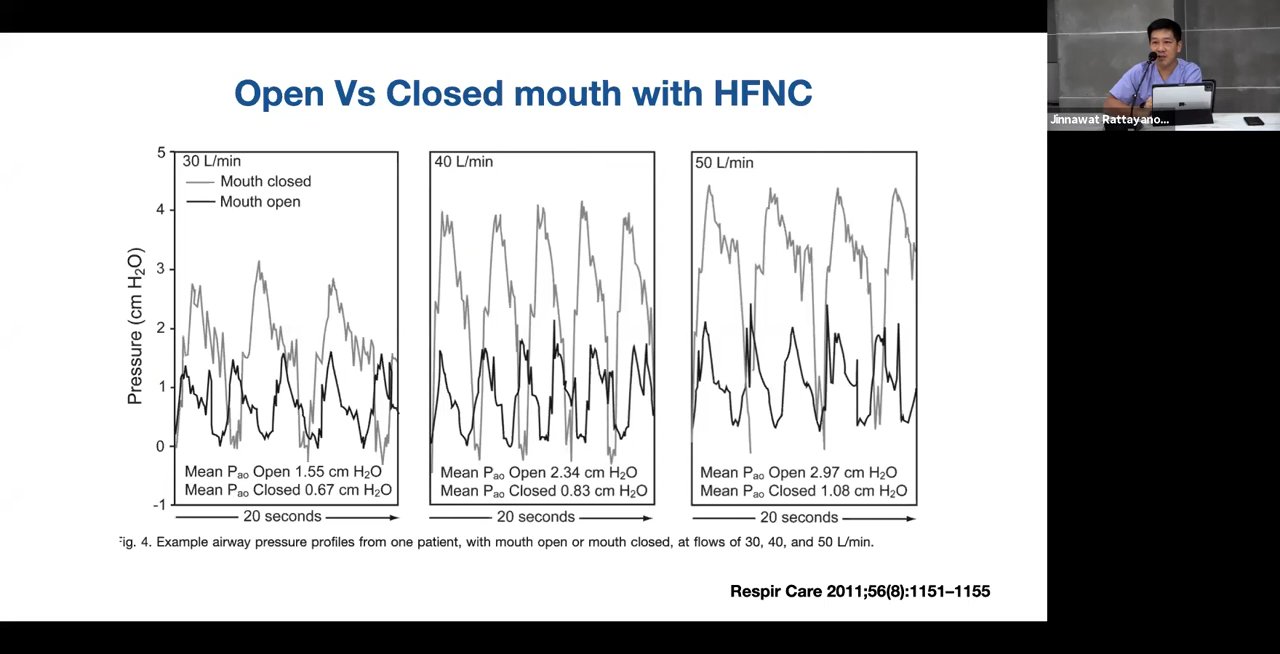 Open Vs Closed mouth with HFNC
Jinnawat Rattayano...
Pressure (cm H₂O)
5
4
3
2
1
0
-1
30 L/min
Mouth closed
Mouth open
Mean Pao Open 1.55 cm H₂O
Mean Pao Closed 0.67 cm H₂O
20 seconds
40 L/min
Mean Pao Open 2.34 cm H₂O
Mean Pao Closed 0.83 cm H₂O
20 seconds
50 L/min
Mean Pao Open 2.97 cm H₂O
Mean Pao Closed 1.08 cm H₂O
20 seconds
Fig. 4. Example airway pressure profiles from one patient, with mouth open or mouth closed, at flows of 30, 40, and 50 L/min.
Respir Care 2011;56(8):1151–1155